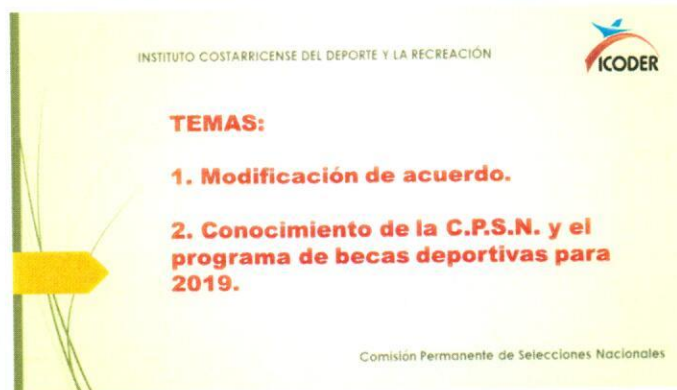 INSTITUTO COSTARRICENSE DEL DEPORTE Y LA RECREACIÓN
ICODER
TEMAS:
1. Modificación de acuerdo.
2. Conocimiento de la C.P.S.N. y el
programa de becas deportivas para
2019.
Comisión Permanente de Selecciones Nacionales